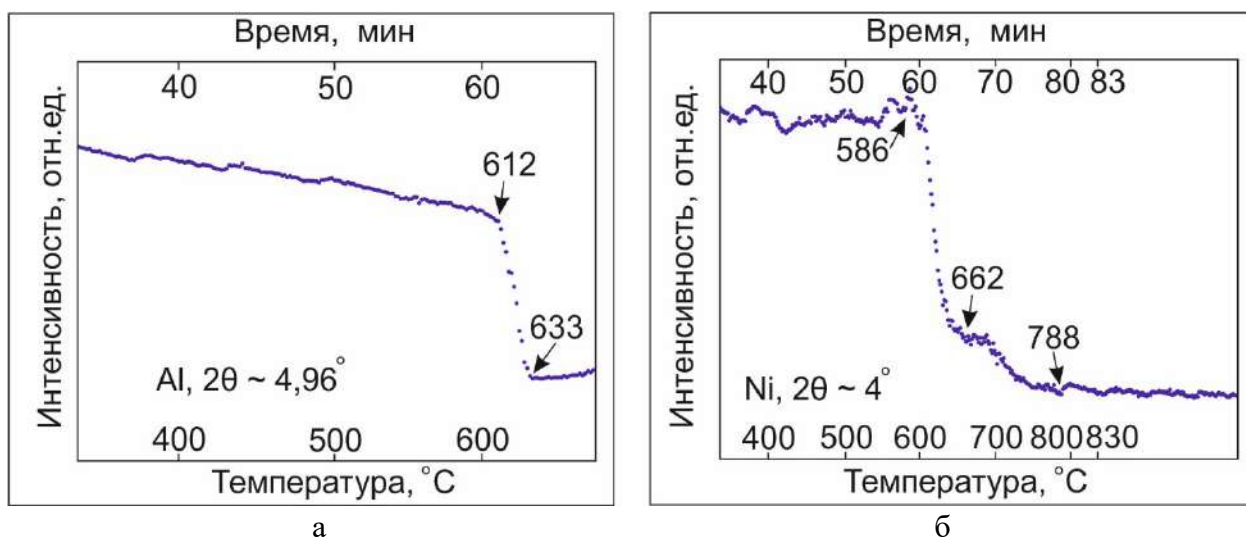 Время, мин
40 50 60
Интенсивность, отн.ед.
612
633
Al, 2θ ~ 4,96°
400 500 600
Температура, °C
а
Время, мин
40 50 60 70 80 83
Интенсивность, отн.ед.
586
662
788
Ni, 2θ ~ 4°
400 500 600 700 800 830
Температура, °C
б